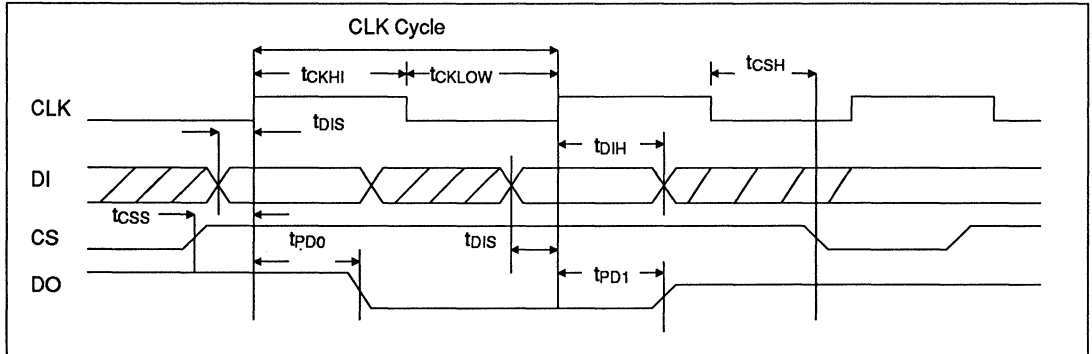 CLK Cycle
tCKHI tCKLOW tCSH
CLK
tDIS
tDIH
DI
tCSS
CS
tPD0 tDIS
DO
tPD1